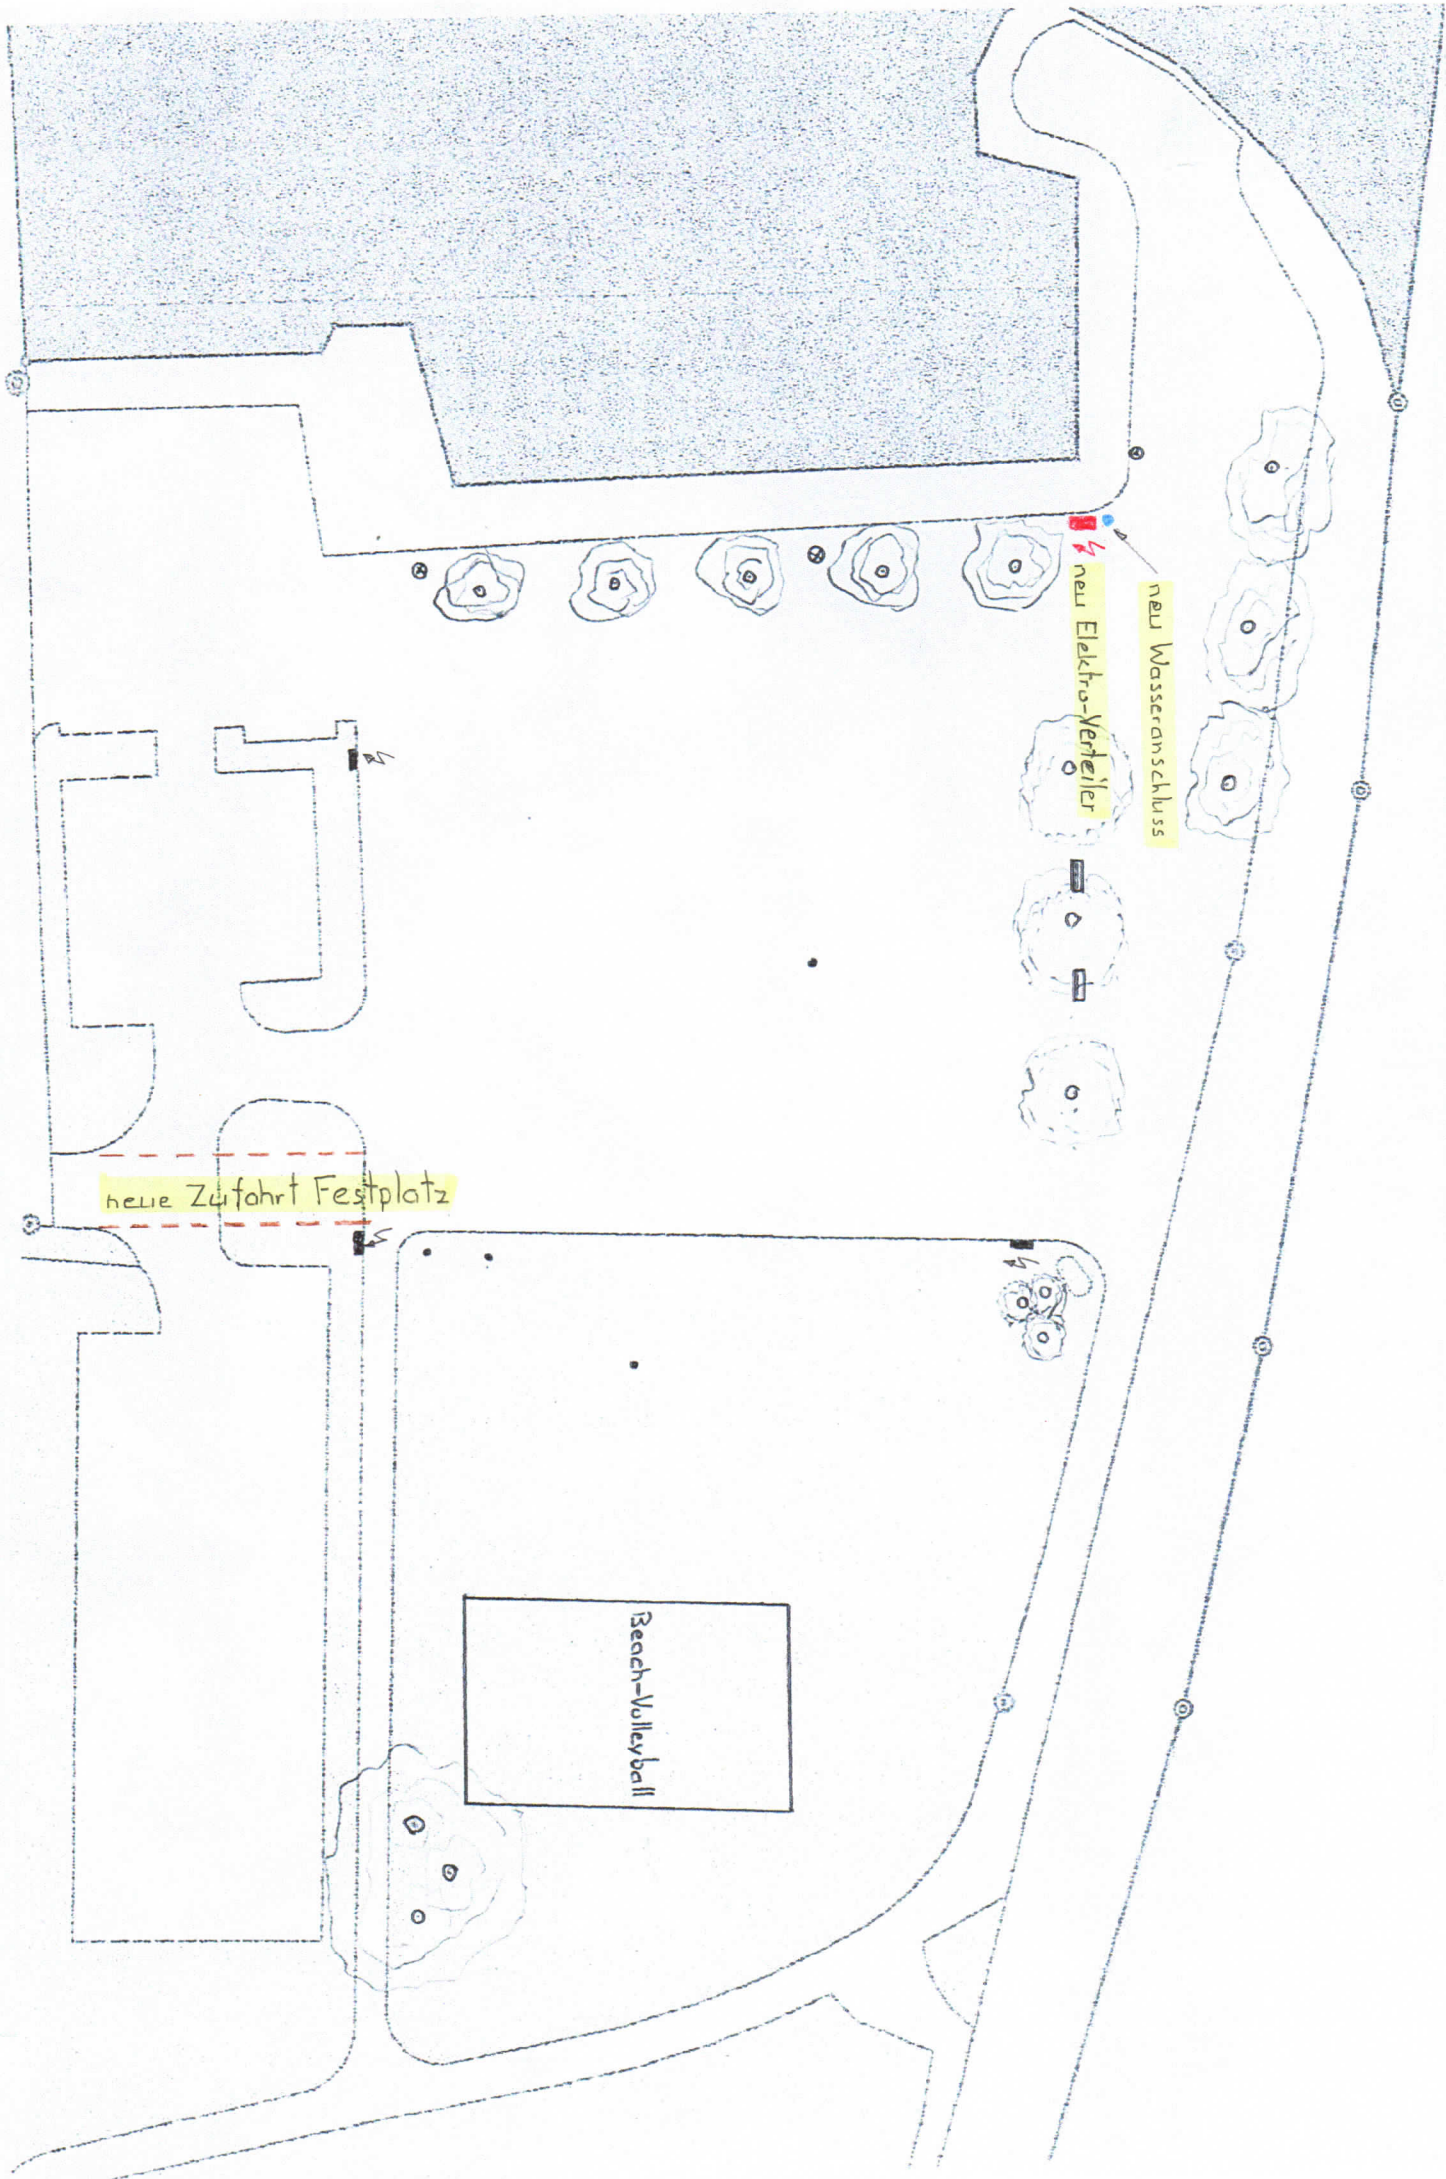 neu Wasseranschluss
neu Elektro-Verteiler
neue Zufahrt Festplatz
Beach-Volleyball